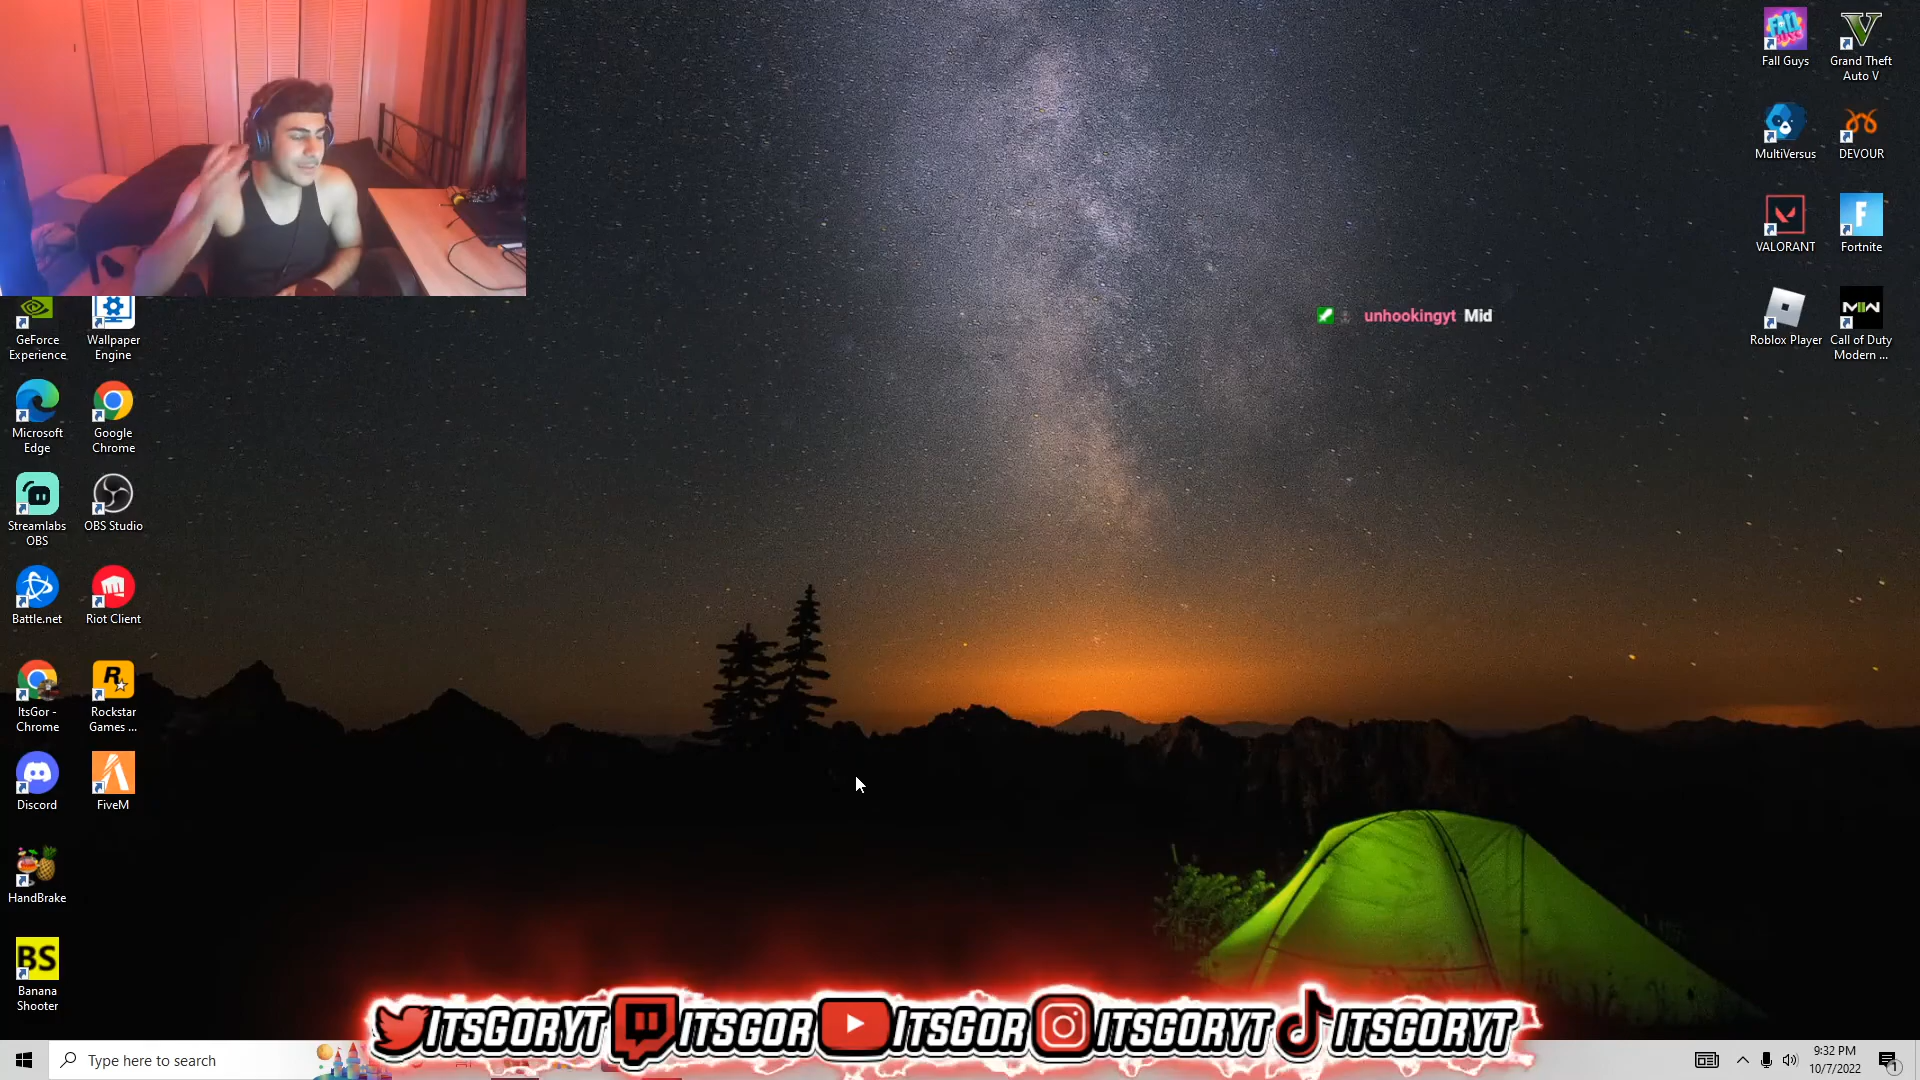 Fall Guys
Grand Theft
Auto V
MultiVersus
DEVOUR
VALORANT
F
Fortnite
unhookingyt Mid
MW
Roblox Player
Call of Duty
Modern ...
GeForce
Experience
Wallpaper
Engine
Microsoft
Edge
Google
Chrome
Streamlabs
OBS
OBS Studio
Battle.net
Riot Client
ItsGor -
Chrome
R
Rockstar
Games ...
Discord
FiveM
HandBrake
BS
Banana
Shooter
ITSGORYT ITSGOR ITSGOR ITSGORYT ITSGORYT
Type here to search
9:32 PM
10/7/2022
1